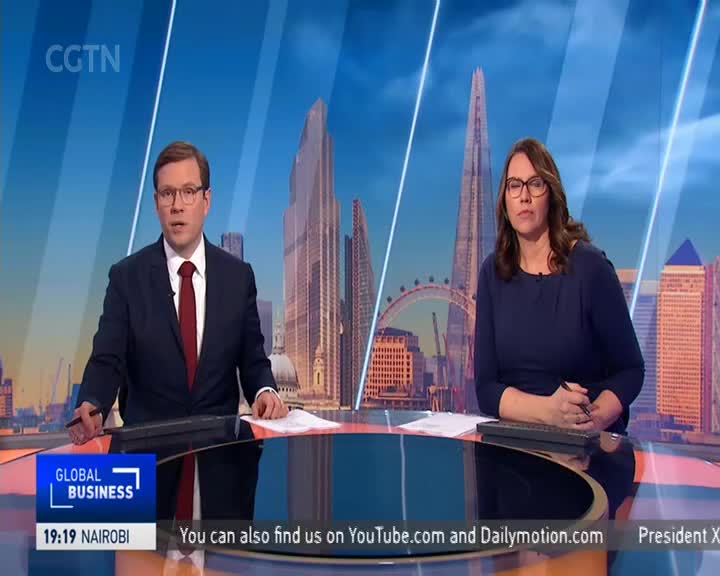 CGTN
GLOBAL
BUSINESS
19:19 NAIROBI
You can also find us on YouTube.com and Dailymotion.com President X